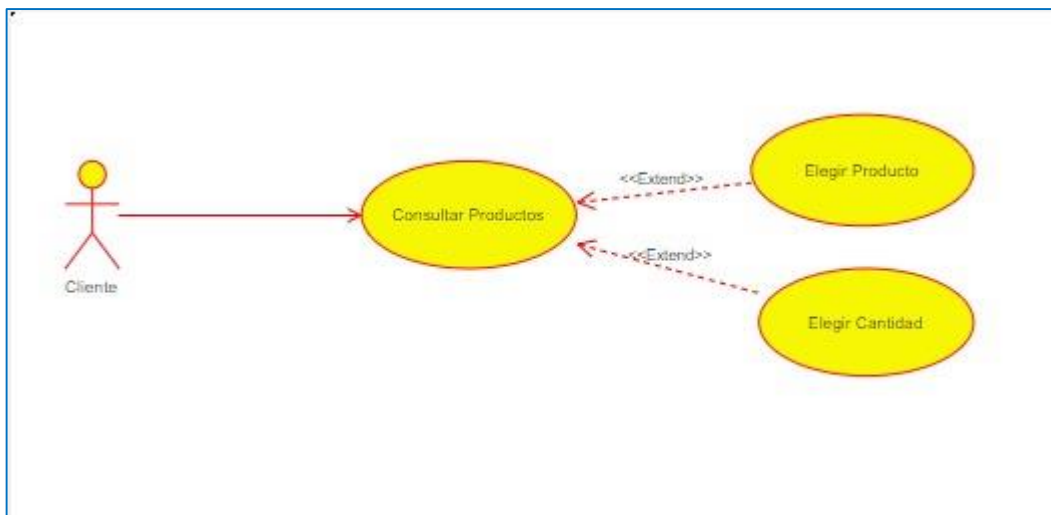 Cliente
Consultar Productos
<<Extend>>
Elegir Producto
<<Extend>>
Elegir Cantidad